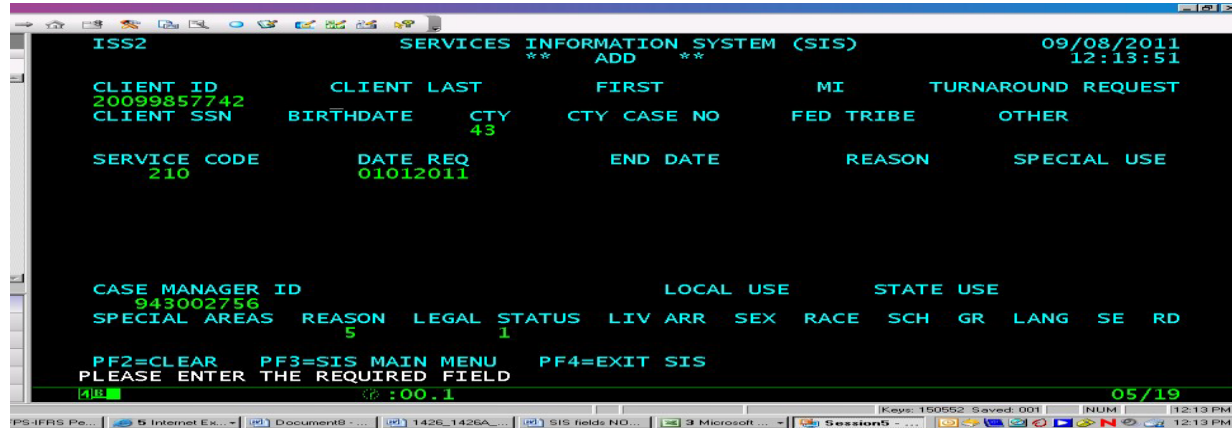 ISS2 SERVICES INFORMATION SYSTEM (SIS) 09/08/2011
** ADD ** 12:13:51
CLIENT ID CLIENT LAST FIRST MI TURNAROUND REQUEST
20099857742
CLIENT SSN BIRTHDATE CTY CTY CASE NO FED TRIBE OTHER
43
SERVICE CODE DATE REQ END DATE REASON SPECIAL USE
210 01012011
CASE MANAGER ID LOCAL USE STATE USE
943002756
SPECIAL AREAS REASON LEGAL STATUS LIV ARR SEX RACE SCH GR LANG SE RD
5 1
PF2=CLEAR PF3=SIS MAIN MENU PF4=EXIT SIS
PLEASE ENTER THE REQUIRED FIELD
:00.1 05/19
Keys: 150552 Saved: 001 NUM 12:13 PM
PS-IFRS Pe... 5 Internet Ex... Document8 - ... 1426_1426A_... SIS fields NO... 3 Microsoft ... Session5 - ... 12:13 PM